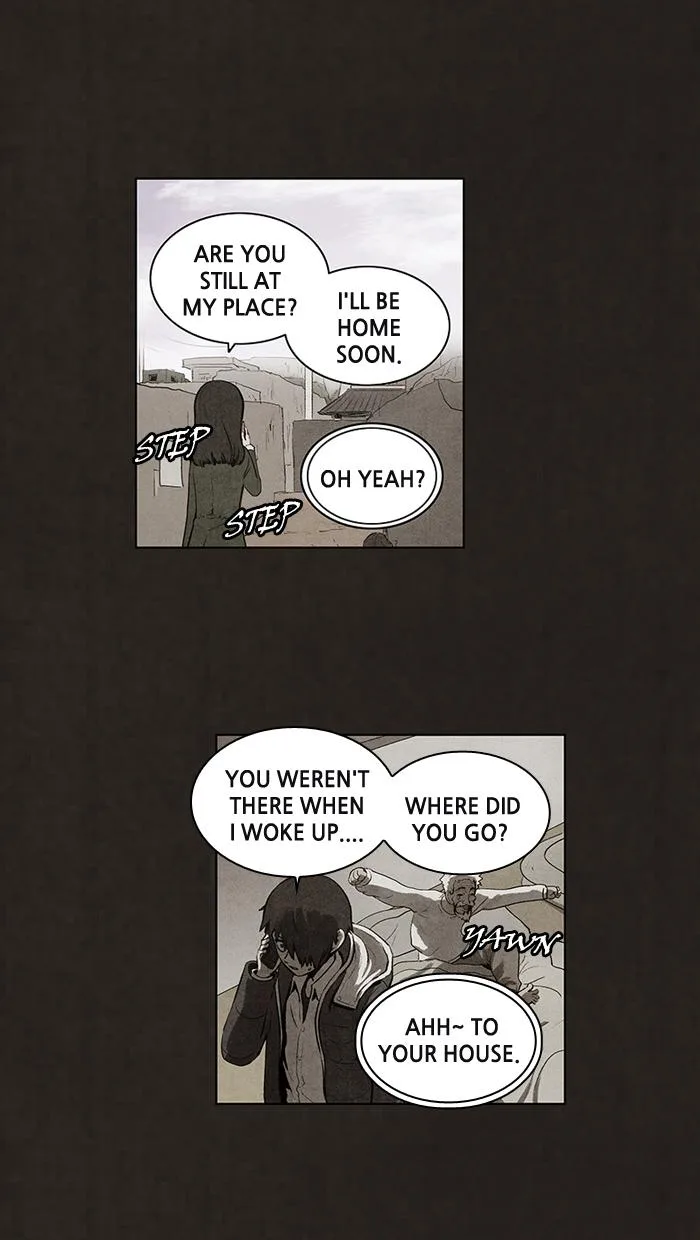 ARE YOU
STILL AT
MY PLACE?
I'LL BE
HOME
SOON.
STEP
OH YEAH?
STEP
YOU WEREN'T
THERE WHEN
I WOKE UP....
WHERE DID
YOU GO?
YAWN
AHH~ TO
YOUR HOUSE.